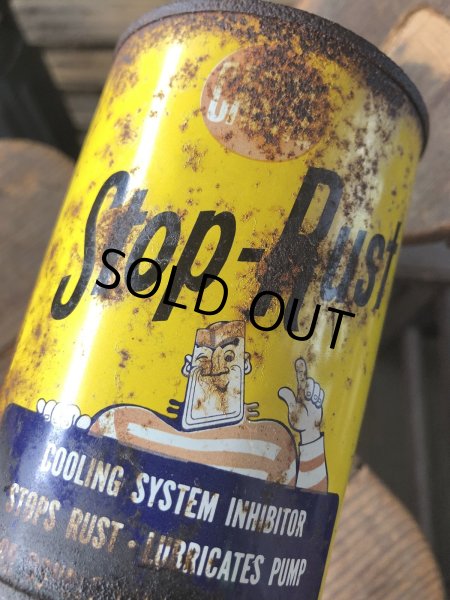 Stop-Rust
SOLD OUT
COOLING SYSTEM INHIBITOR
STOPS RUST · LUBRICATES PUMP